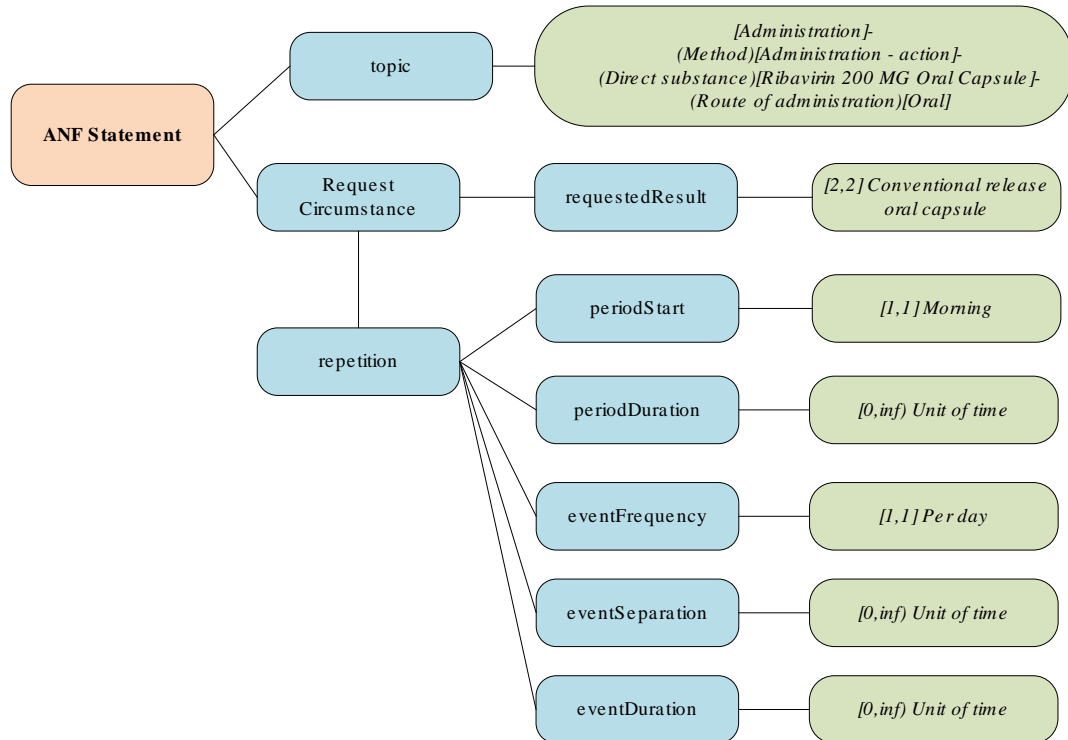 [Administration]-
(Method)[Administration - action]-
(Direct substance)[Ribavirin 200 MG Oral Capsule]-
(Route of administration)[Oral]
topic
ANF Statement
Request
Circumstance
requestedResult
[2,2] Conventional release
oral capsule
periodStart
[1,1] Morning
repetition
periodDuration
[0,inf) Unit of time
eventFrequency
[1,1] Per day
eventSeparation
[0,inf) Unit of time
eventDuration
[0,inf) Unit of time